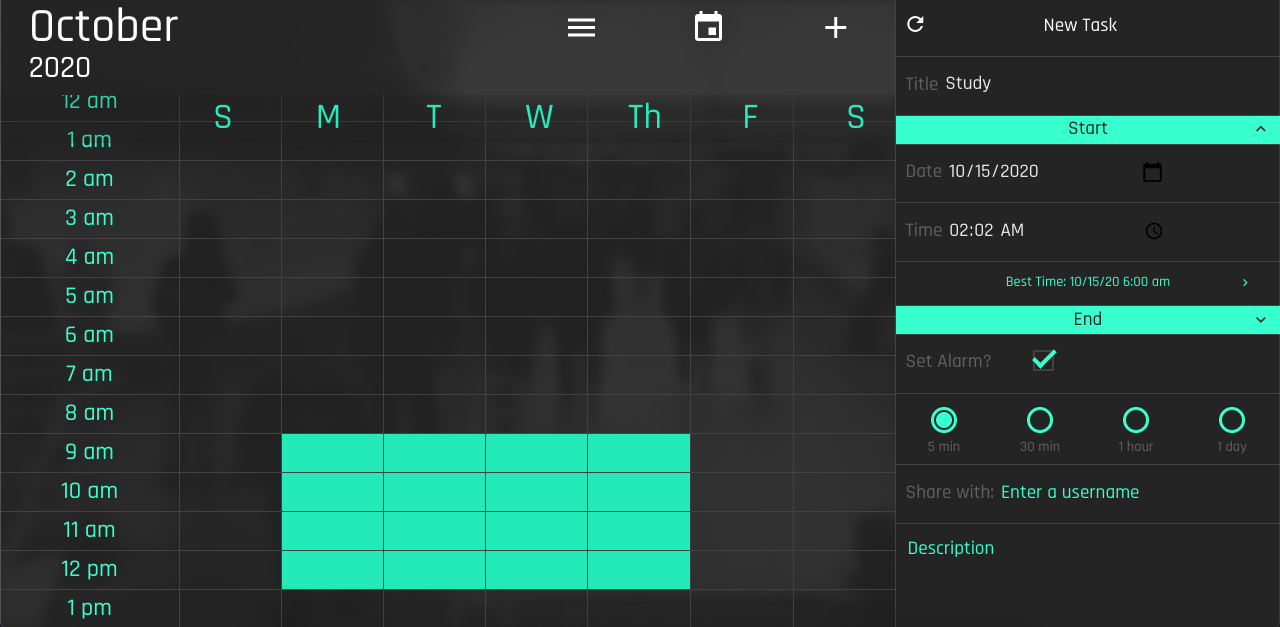 October
2020
S M T W Th F S
12 am
1 am
2 am
3 am
4 am
5 am
6 am
7 am
8 am
9 am
10 am
11 am
12 pm
1 pm
New Task
Title Study
Start
Date 10/15/2020
Time 02:02 AM
Best Time: 10/15/20 6:00 am
End
Set Alarm?
5 min 30 min 1 hour 1 day
Share with: Enter a username
Description